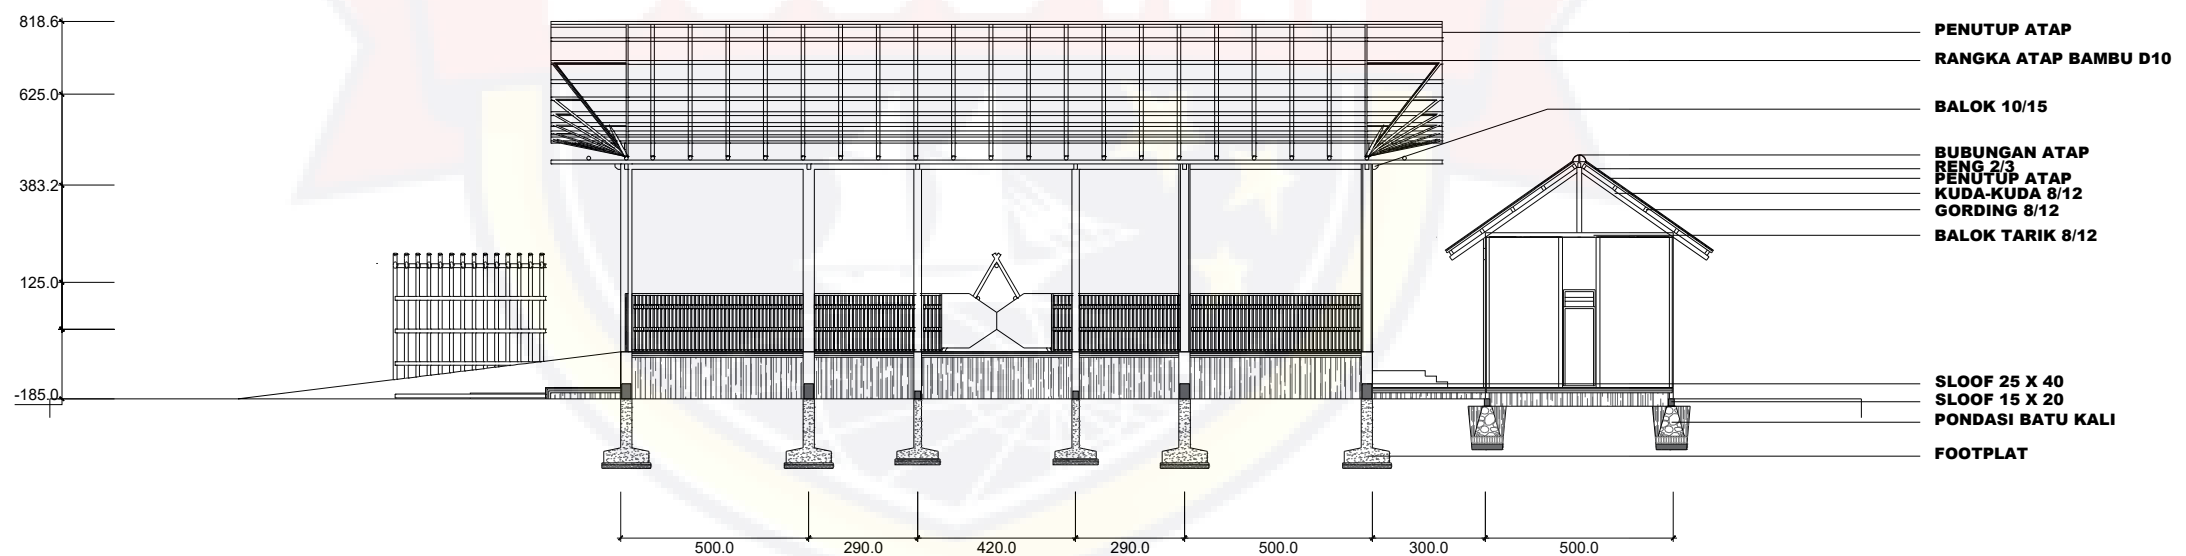 818.6
625.0
383.2
125.0
-185.0
PENUTUP ATAP
RANGKA ATAP BAMBU D10
BALOK 10/15
BUBUNGAN ATAP
RENG 2/3
PENUTUP ATAP
KUDA-KUDA 8/12
GORDING 8/12
BALOK TARIK 8/12
SLOOF 25 X 40
SLOOF 15 X 20
PONDASI BATU KALI
FOOTPLAT
500.0 290.0 420.0 290.0 500.0 300.0 500.0